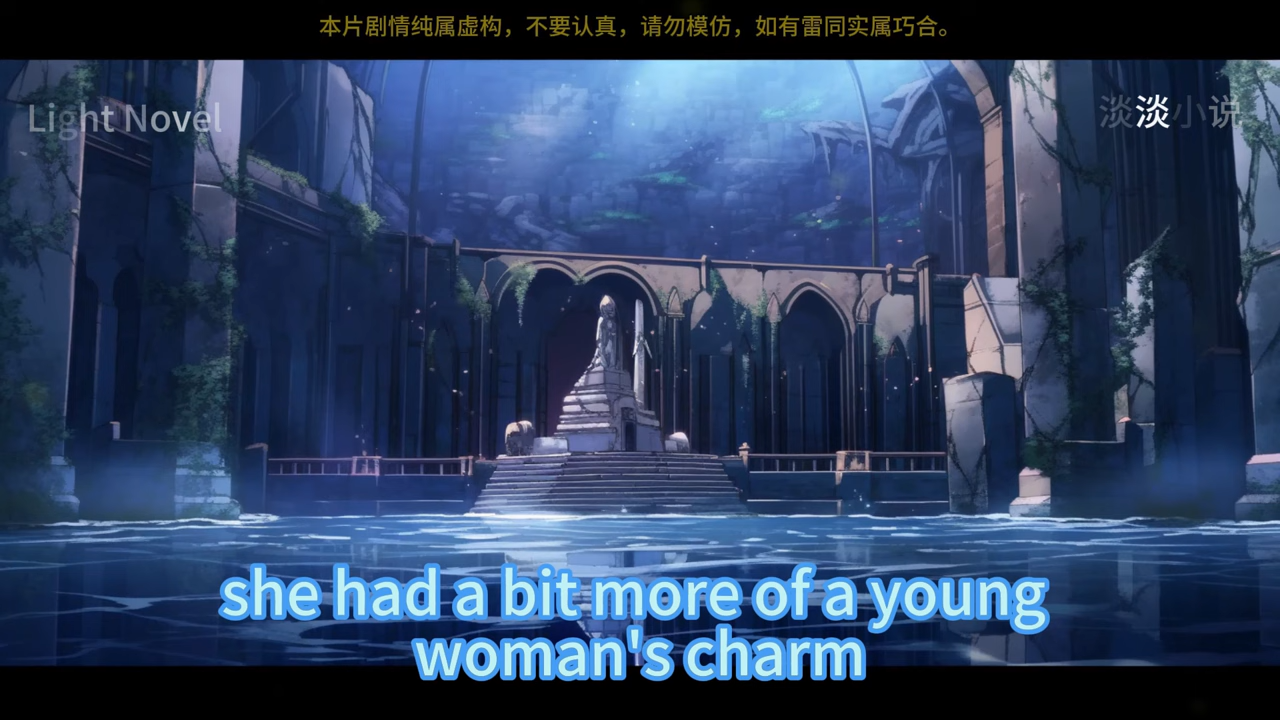 本片剧情纯属虚构，不要认真，请勿模仿，如有雷同实属巧合。
Light Novel
淡淡小说
she had a bit more of a young
woman's charm